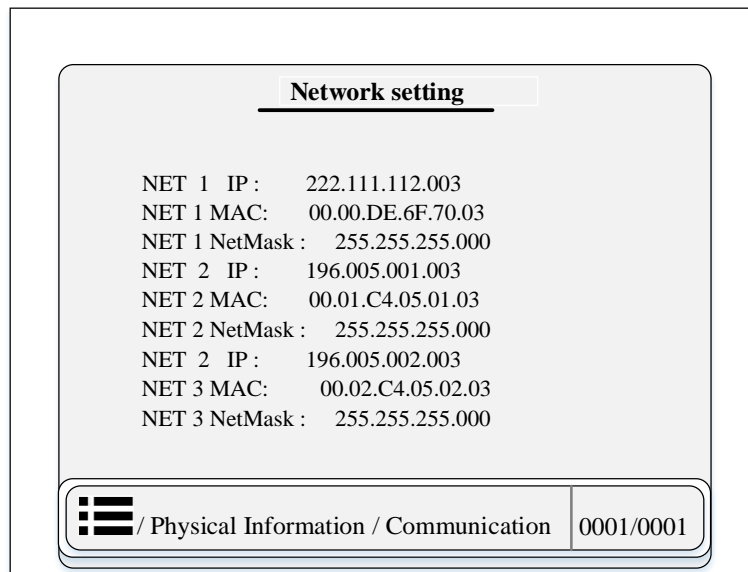 Network setting
NET 1 IP : 222.111.112.003
NET 1 MAC: 00.00.DE.6F.70.03
NET 1 NetMask : 255.255.255.000
NET 2 IP : 196.005.001.003
NET 2 MAC: 00.01.C4.05.01.03
NET 2 NetMask : 255.255.255.000
NET 2 IP : 196.005.002.003
NET 3 MAC: 00.02.C4.05.02.03
NET 3 NetMask : 255.255.255.000
/ Physical Information / Communication 0001/0001